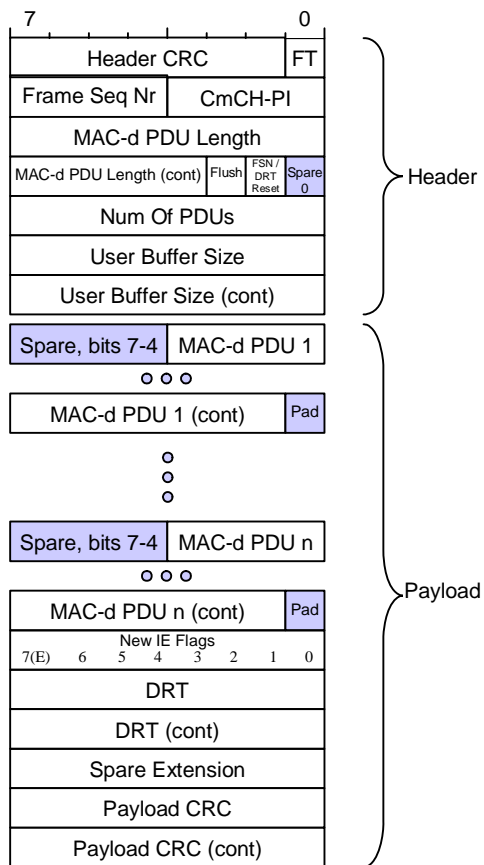 7 0
Header CRC FT
Frame Seq Nr CmCH-PI
MAC-d PDU Length
MAC-d PDU Length (cont) Flush FSN / DRT Reset Spare 0
Num Of PDUs
User Buffer Size
User Buffer Size (cont)
Header
Spare, bits 7-4 MAC-d PDU 1
MAC-d PDU 1 (cont) Pad
Spare, bits 7-4 MAC-d PDU n
MAC-d PDU n (cont) Pad
New IE Flags
7(E) 6 5 4 3 2 1 0
DRT
DRT (cont)
Spare Extension
Payload CRC
Payload CRC (cont)
Payload